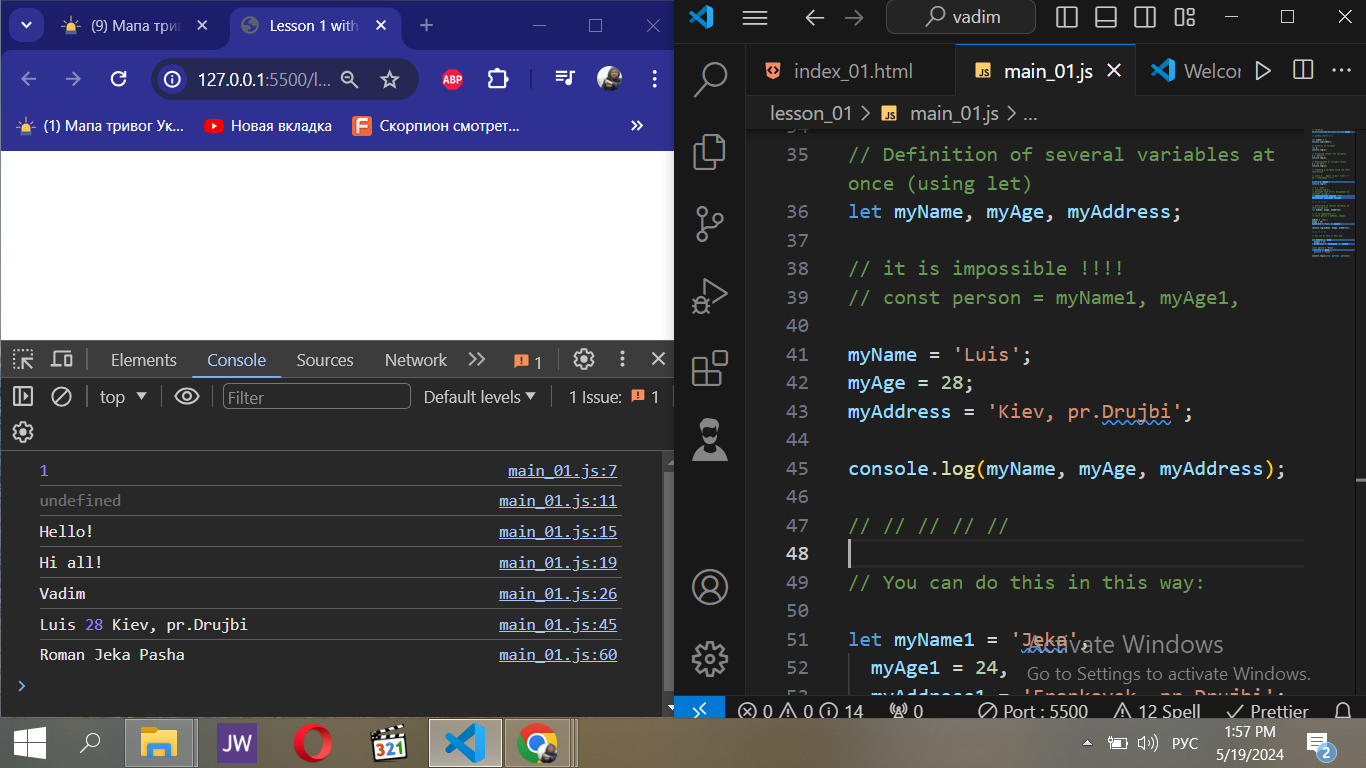 (9) Мапа три
Lesson 1 with
127.0.0.1:5500/l...
ABP
(1) Мапа тривог Ук...
Новая вкладка
Скорпион смотрет...
Elements
Console
Sources
Network
1
top
Filter
Default levels
1 Issue:
1
1 main_01.js:7
undefined main_01.js:11
Hello! main_01.js:15
Hi all! main_01.js:19
Vadim main_01.js:26
Luis 28 Kiev, pr.Drujbi main_01.js:45
Roman Jeka Pasha main_01.js:60
vadim
index_01.html
JS main_01.js
Welcor
lesson_01 > JS main_01.js > ...
35 // Definition of several variables at
once (using let)
36 let myName, myAge, myAddress;
37
38 // it is impossible !!!!
39 // const person = myName1, myAge1,
40
41 myName = 'Luis';
42 myAge = 28;
43 myAddress = 'Kiev, pr.Drujbi';
44
45 console.log(myName, myAge, myAddress);
46
47 // // // // //
48
49 // You can do this in this way:
50
51 let myName1 = 'Jeka',
52 myAge1 = 24,
Activate Windows
Go to Settings to activate Windows.
0 0 14
0
Port : 5500
12 Spell
Prettier
JW
321
РУС
1:57 PM
5/19/2024
2